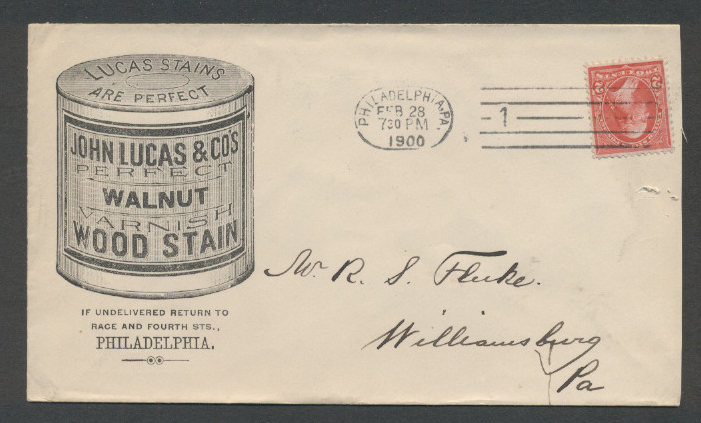 LUCAS STAINS
ARE PERFECT
JOHN LUCAS & CO'S
PERFECT
WALNUT
VARNISH
WOOD STAIN
IF UNDELIVERED RETURN TO
RACE AND FOURTH STS.,
PHILADELPHIA.
PHILADELPHIA, PA.
FEB 28
730 PM
1900
1
Mr. R. S. Fluke.
Williamsburg
Pa